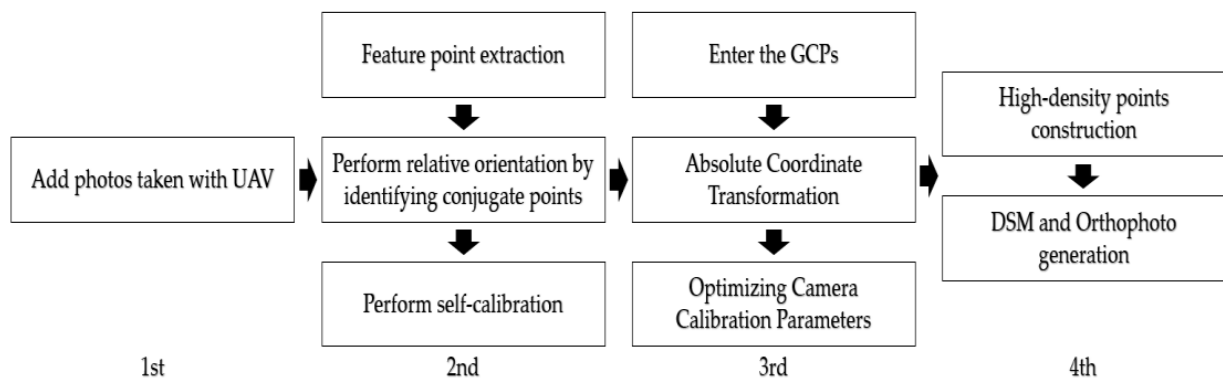 Add photos taken with UAV
1st
Feature point extraction
Perform relative orientation by
identifying conjugate points
Perform self-calibration
2nd
Enter the GCPs
Absolute Coordinate
Transformation
Optimizing Camera
Calibration Parameters
3rd
High-density points
construction
DSM and Orthophoto
generation
4th